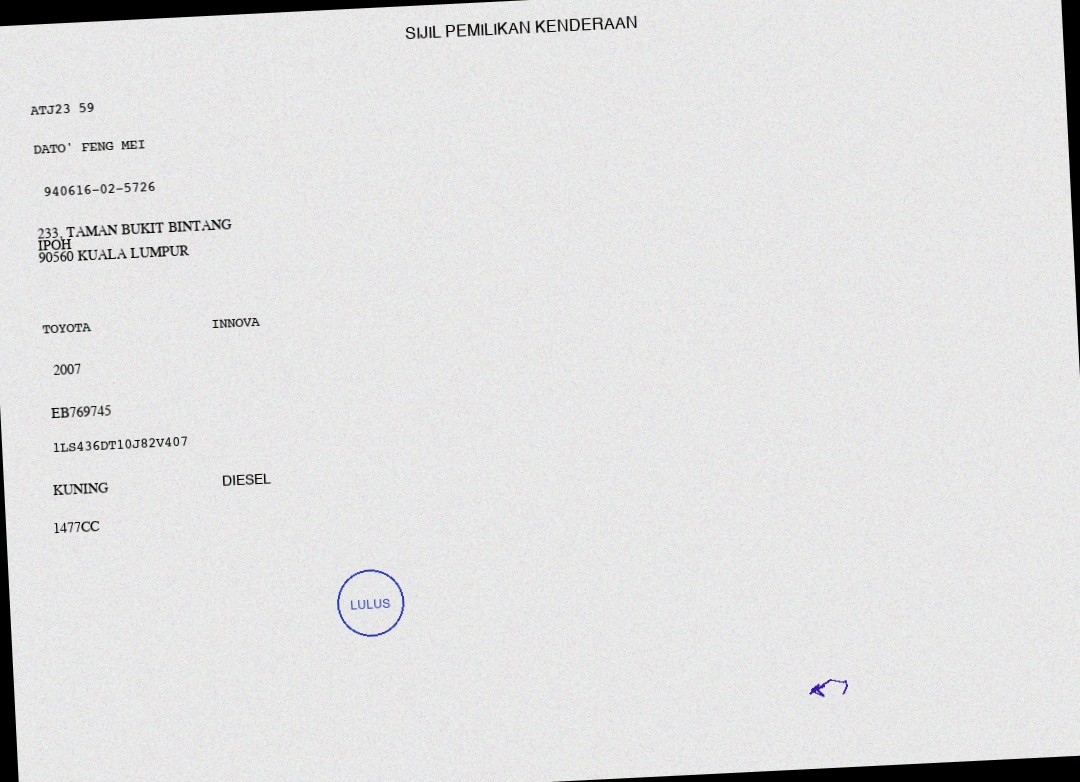 SIJIL PEMILIKAN KENDERAAN
ATJ23 59
DATO' FENG MEI
940616-02-5726
233, TAMAN BUKIT BINTANG
IPOH
90560 KUALA LUMPUR
TOYOTA INNOVA
2007
EB769745
1LS436DT10J82V407
KUNING DIESEL
1477CC
LULUS